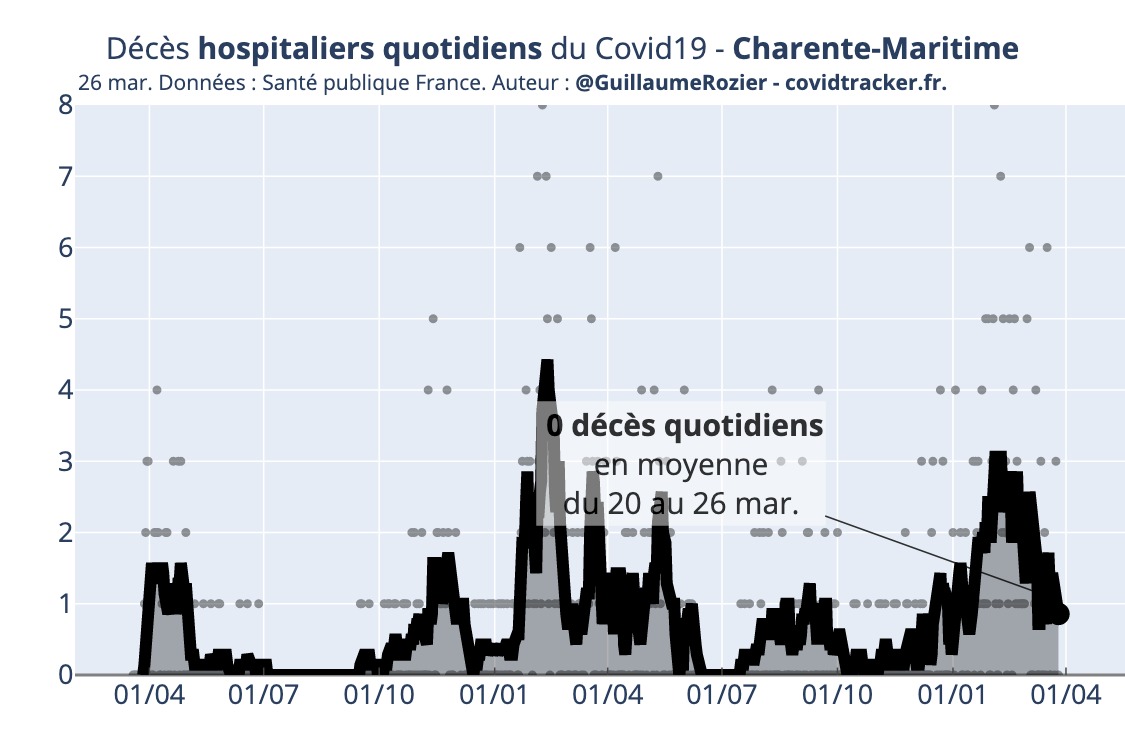 Décès hospitaliers quotidiens du Covid19 - Charente-Maritime
26 mar. Données : Santé publique France. Auteur : @GuillaumeRozier - covidtracker.fr.
8
7
6
5
4
0 décès quotidiens
en moyenne
du 20 au 26 mar.
3
2
1
0
01/04 01/07 01/10 01/01 01/04 01/07 01/10 01/01 01/04